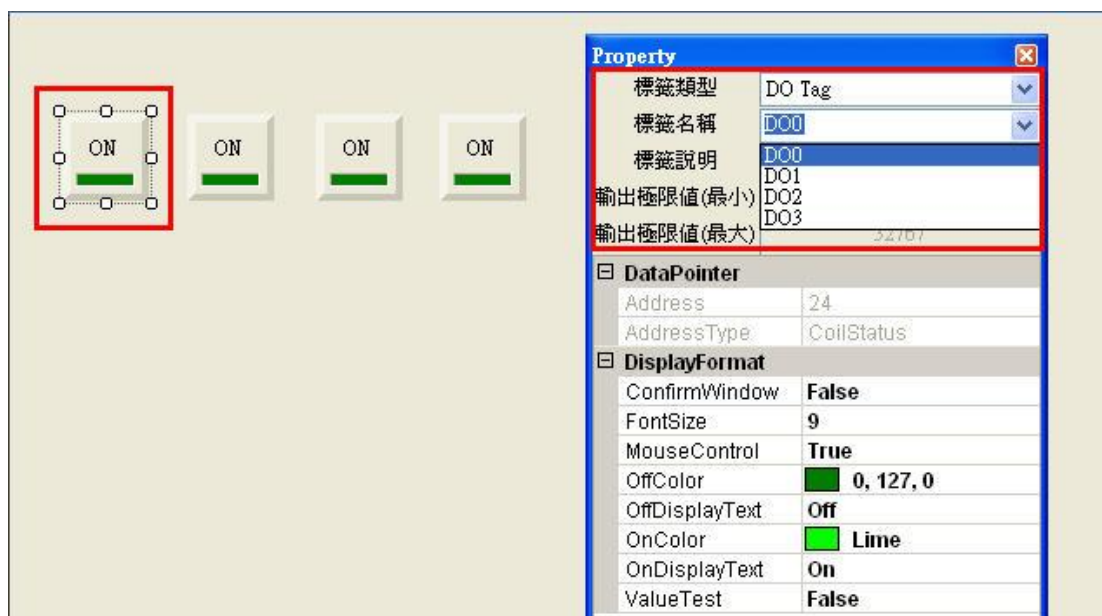 ON
ON
ON
ON
Property
標籤類型 DO Tag
標籤名稱 DO0
標籤說明 DO0
DO1
輸出極限值(最小) DO2
DO3
輸出極限值(最大) 32767
DataPointer
Address 24
AddressType CoilStatus
DisplayFormat
ConfirmWindow False
FontSize 9
MouseControl True
OffColor 0, 127, 0
OffDisplayText Off
OnColor Lime
OnDisplayText On
ValueTest False